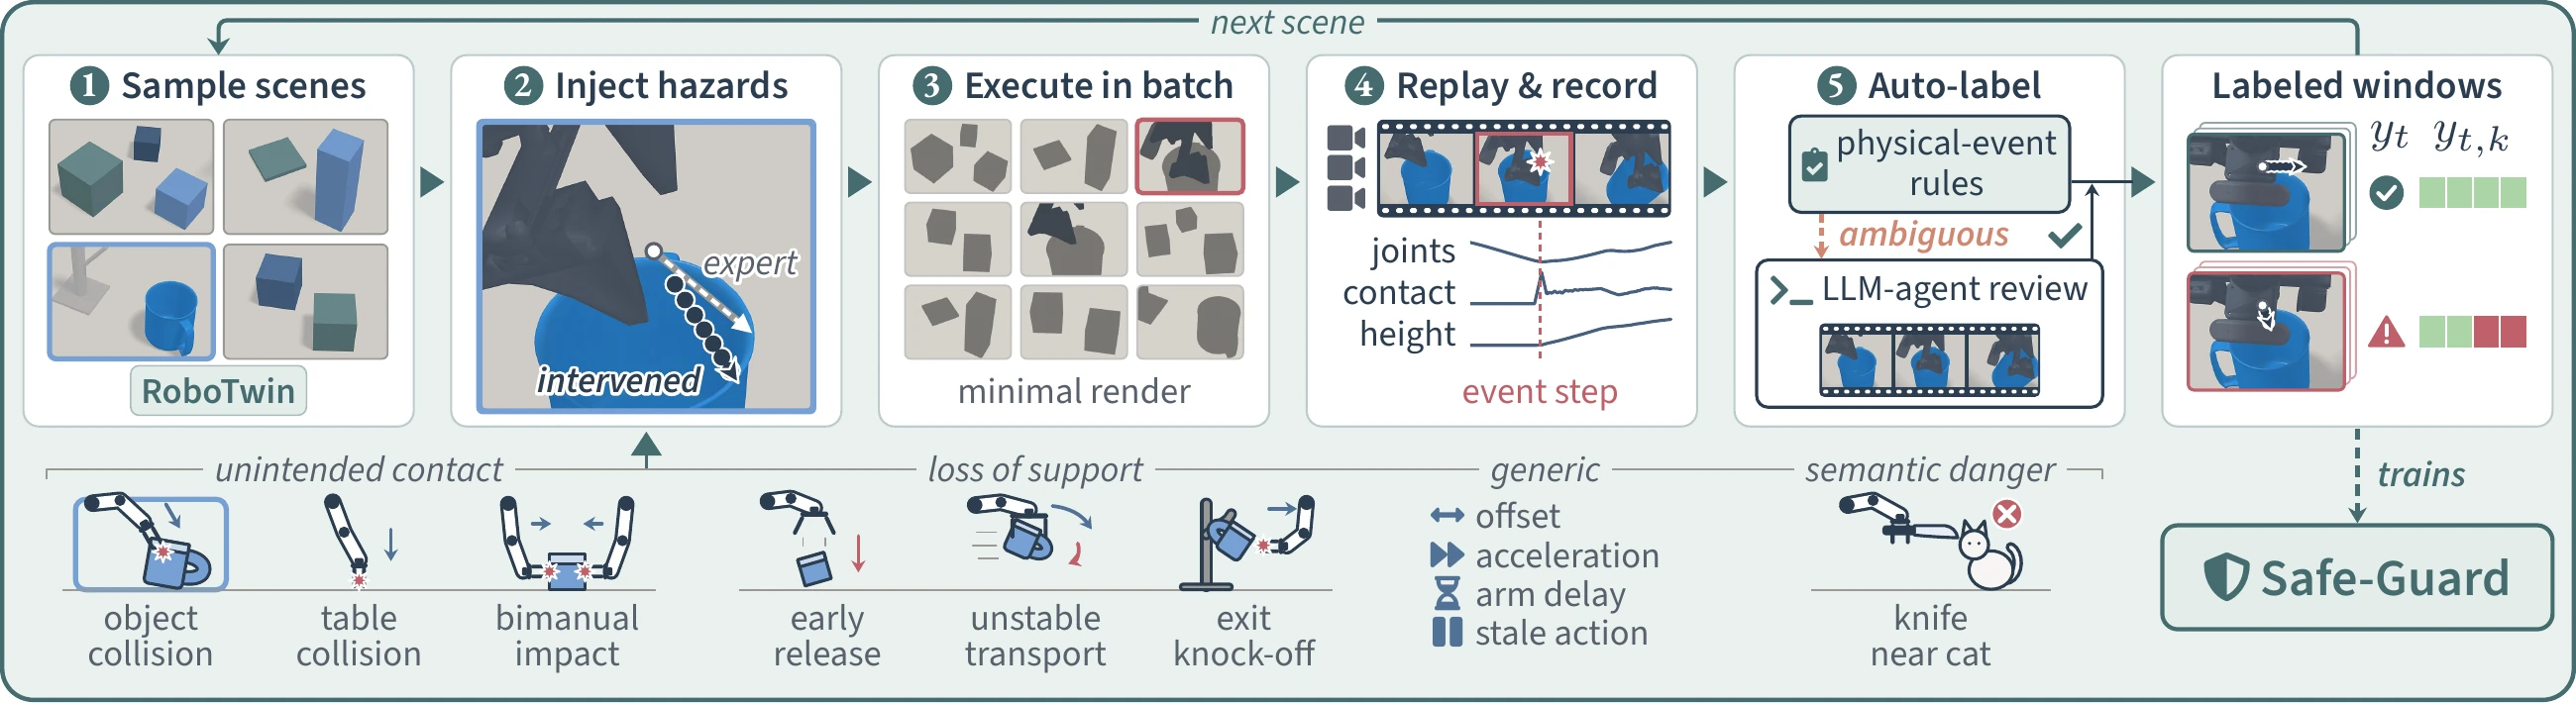 next scene
1 Sample scenes
RoboTwin
2 Inject hazards
expert
intervened
3 Execute in batch
minimal render
4 Replay & record
joints
contact
height
event step
5 Auto-label
physical-event
rules
ambiguous
>_ LLM-agent review
Labeled windows
y_t y_{t,k}
trains
Safe-Guard
unintended contact
object
collision
table
collision
bimanual
impact
loss of support
early
release
unstable
transport
exit
knock-off
generic
offset
acceleration
arm delay
stale action
semantic danger
knife
near cat